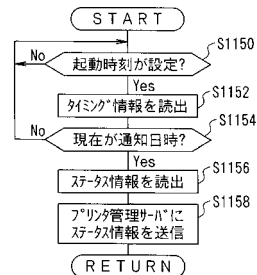 START
S1150
No
起動時刻が設定?
Yes
S1152
タイミング情報を読出
S1154
No
現在が通知日時?
Yes
S1156
ステータス情報を読出
S1158
プリンタ管理サーバに
ステータス情報を送信
RETURN